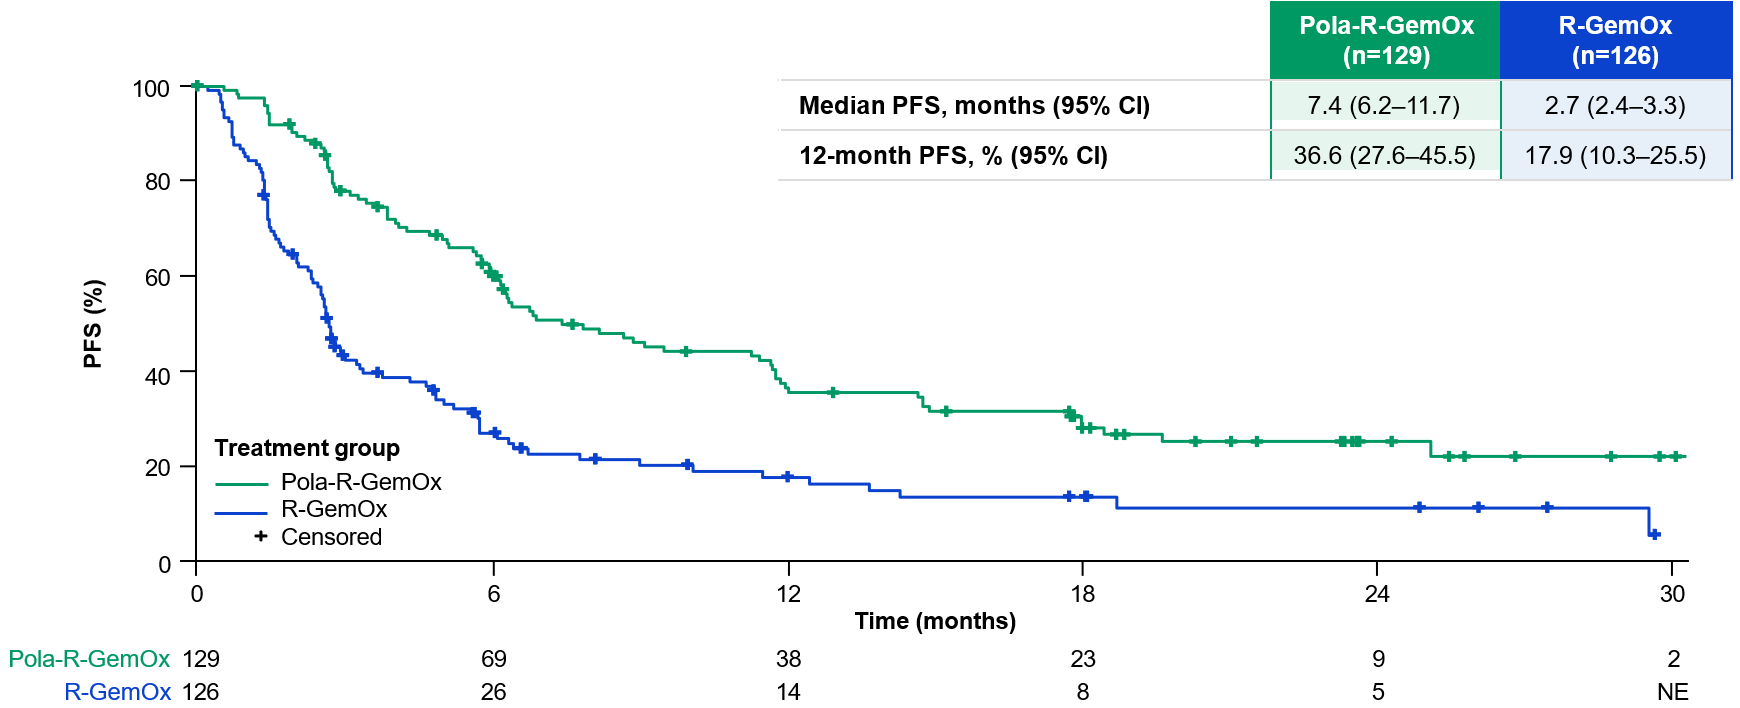 Pola-R-GemOx R-GemOx
(n=129) (n=126)
Median PFS, months (95% CI) 7.4 (6.2–11.7) 2.7 (2.4–3.3)
12-month PFS, % (95% CI) 36.6 (27.6–45.5) 17.9 (10.3–25.5)
100
80
60
40
20
0
PFS (%)
Treatment group
Pola-R-GemOx
R-GemOx
Censored
0 6 12 18 24 30
Time (months)
Pola-R-GemOx 129 69 38 23 9 2
R-GemOx 126 26 14 8 5 NE